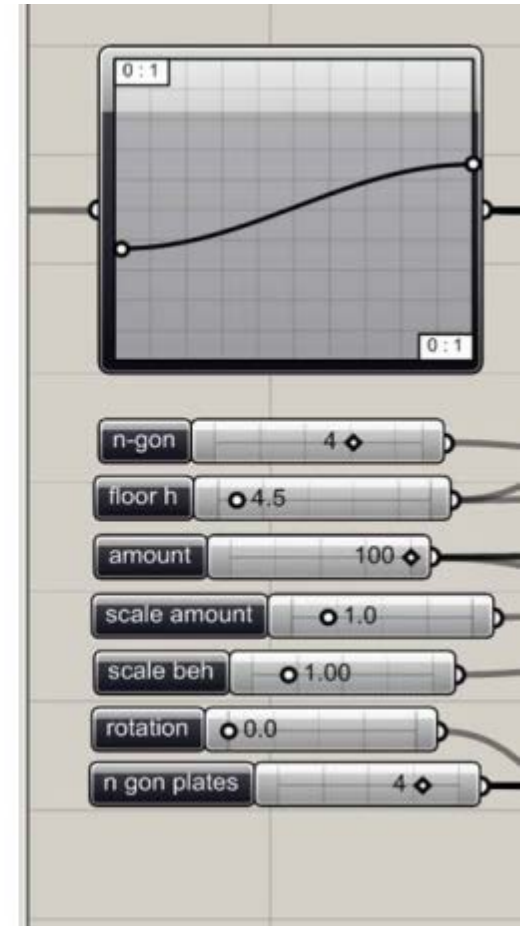 0 : 1
0 : 1
n-gon 4
floor h 4.5
amount 100
scale amount 1.0
scale beh 1.00
rotation 0.0
n gon plates 4